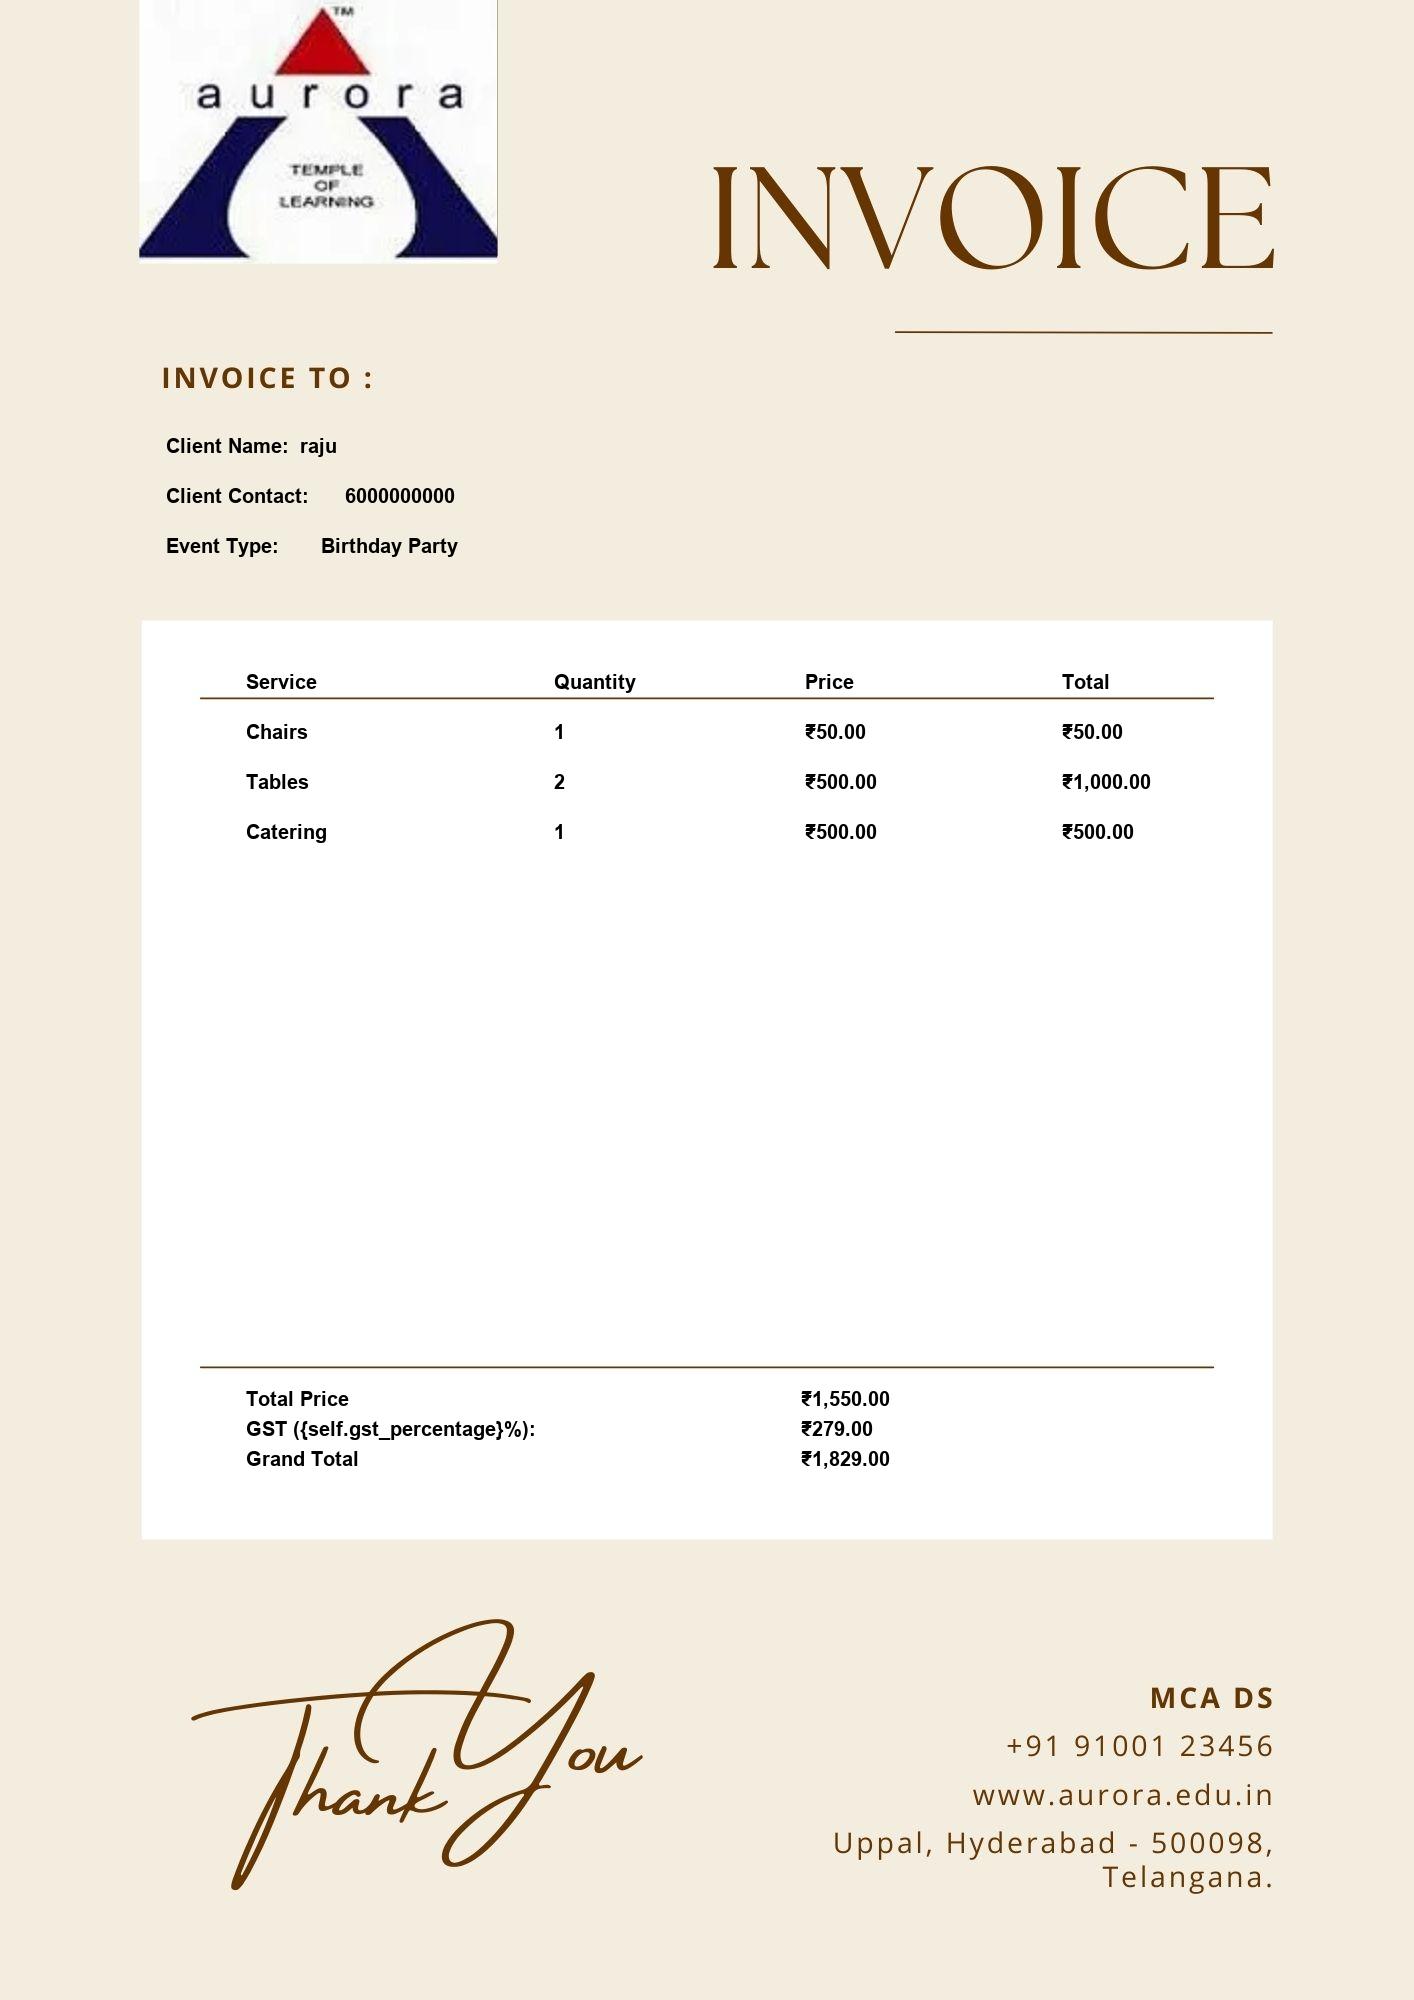 TM
aurora
TEMPLE
OF
LEARNING
INVOICE
INVOICE TO :
Client Name: raju
Client Contact: 6000000000
Event Type: Birthday Party
Service Quantity Price Total
Chairs 1 ₹50.00 ₹50.00
Tables 2 ₹500.00 ₹1,000.00
Catering 1 ₹500.00 ₹500.00
Total Price ₹1,550.00
GST ({self.gst_percentage}%): ₹279.00
Grand Total ₹1,829.00
Thank You
MCA DS
+91 91001 23456
www.aurora.edu.in
Uppal, Hyderabad - 500098,
Telangana.